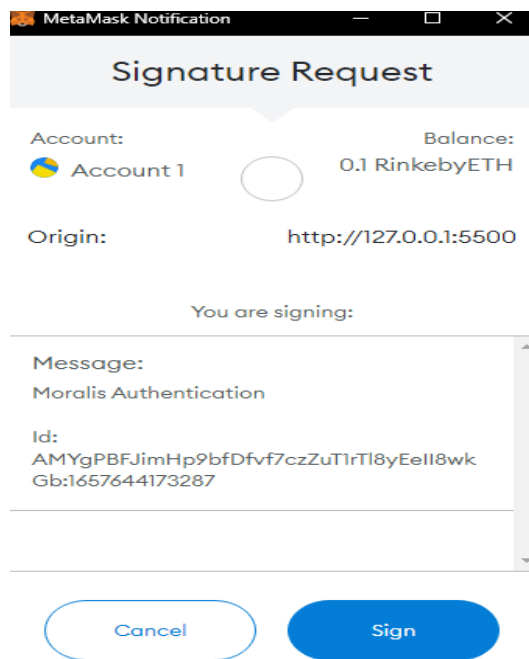 MetaMask Notification
Signature Request
Account:
Balance:
Account 1
0.1 RinkebyETH
Origin:
http://127.0.0.1:5500
You are signing:
Message:
Moralis Authentication
Id:
AMYgPBFJimHp9bfDfvf7czZuT1rTl8yEeII8wk
Gb:1657644173287
Cancel
Sign